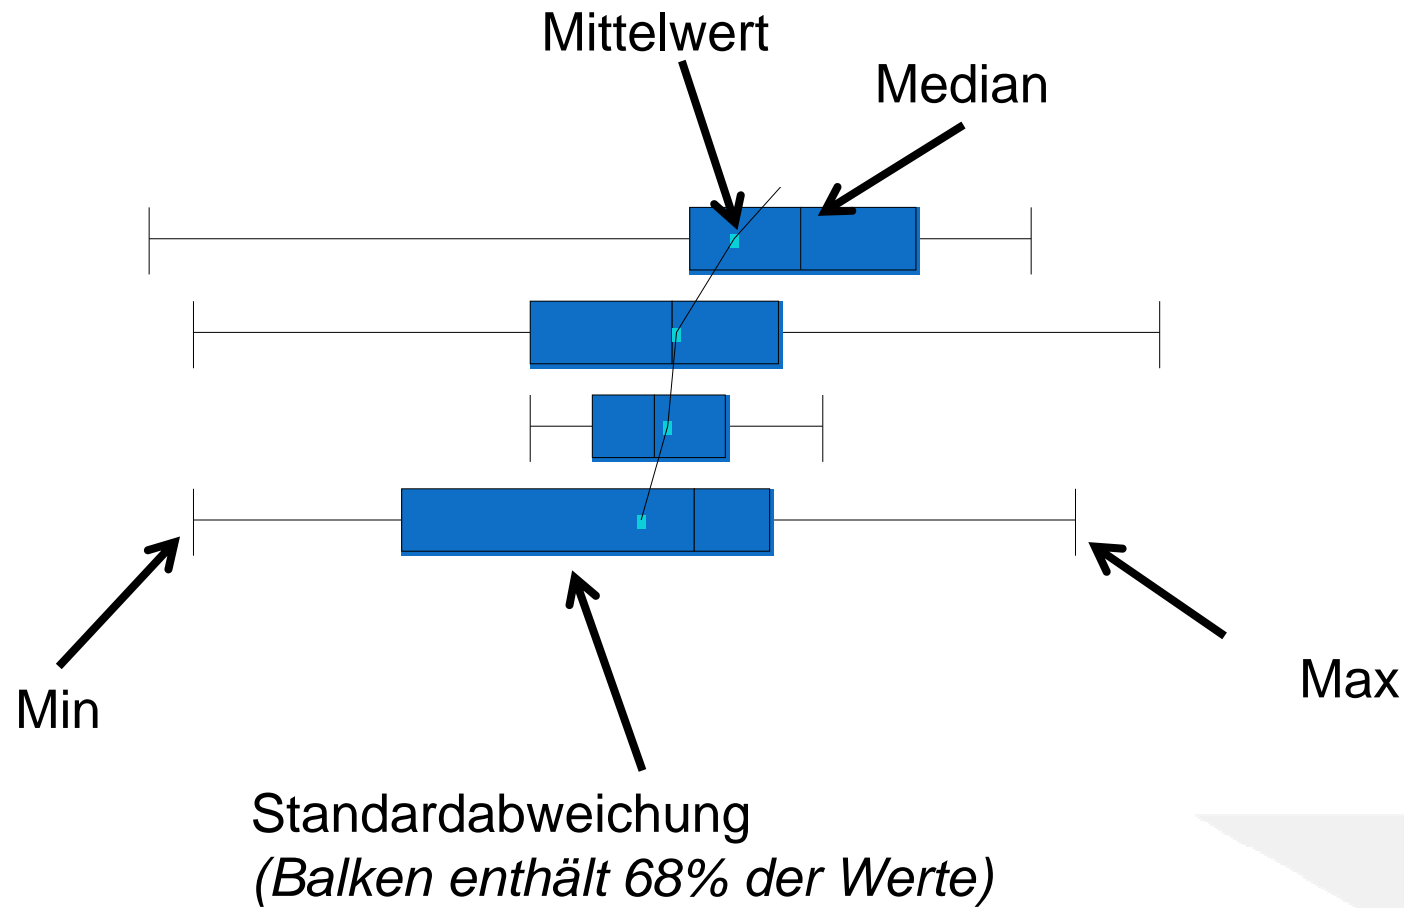 Mittelwert
Median
Min
Max
Standardabweichung
(Balken enthält 68% der Werte)